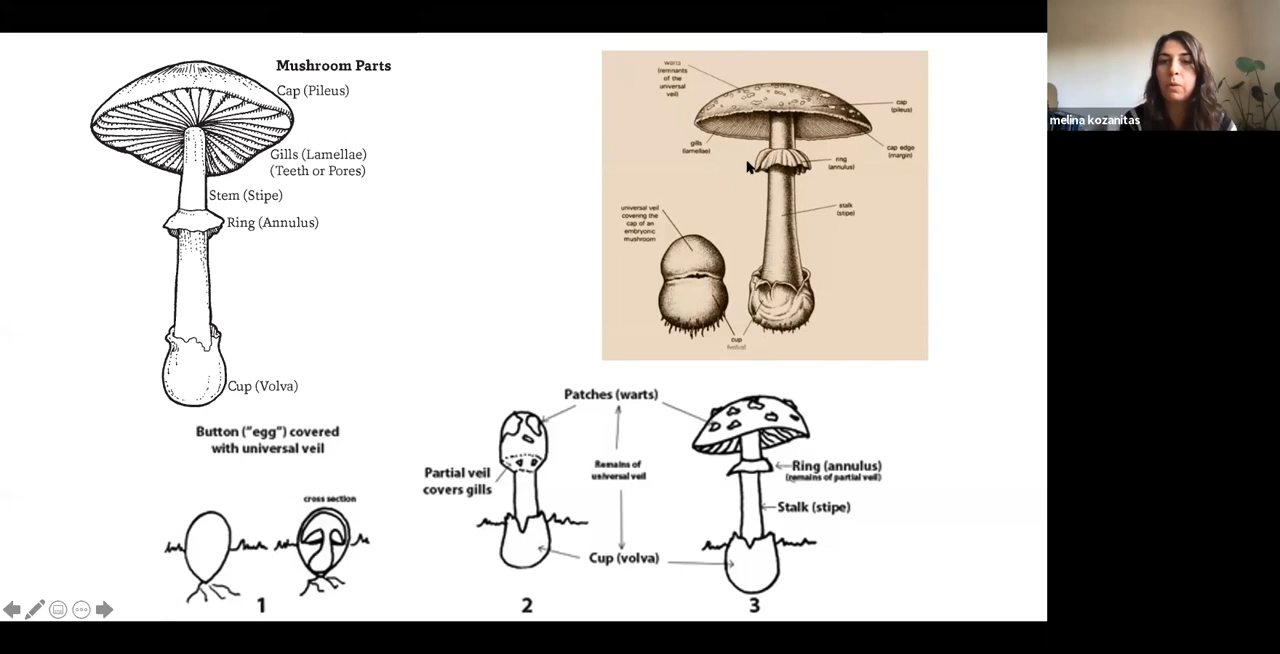 Mushroom Parts
Cap (Pileus)
Gills (Lamellae)
(Teeth or Pores)
Stem (Stipe)
Ring (Annulus)
Cup (Volva)
warts
(remnants
of the
universal
veil)
cap
(pileus)
gills
(lamellae)
cap edge
(margin)
ring
(annulus)
stalk
(stipe)
universal veil
covering the
cap of an
embryonic
mushroom
cup
(volva)
Button ("egg") covered
with universal veil
cross section
1
Patches (warts)
Partial veil
covers gills
Remains of
universal veil
Cup (volva)
2
Ring (annulus)
(remains of partial veil)
Stalk (stipe)
3
melina kozanitas